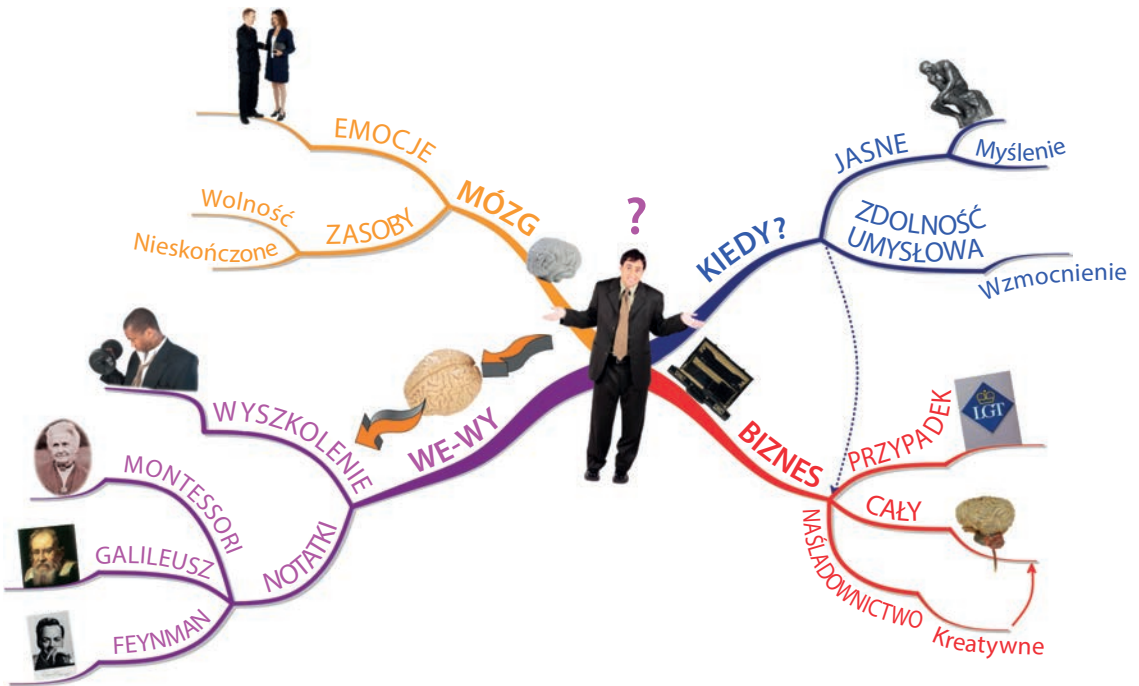 EMOCJE
MÓZG
Wolność
ZASOBY
Nieskończone
?
KIEDY?
JASNE
Myślenie
ZDOLNOŚĆ
UMYSŁOWA
Wzmocnienie
WE-WY
WYSZKOLENIE
MONTESSORI
GALILEUSZ
NOTATKI
FEYNMAN
BIZNES
PRZYPADEK
LGT
CAŁY
NAŚLADOWNICTWO
Kreatywne